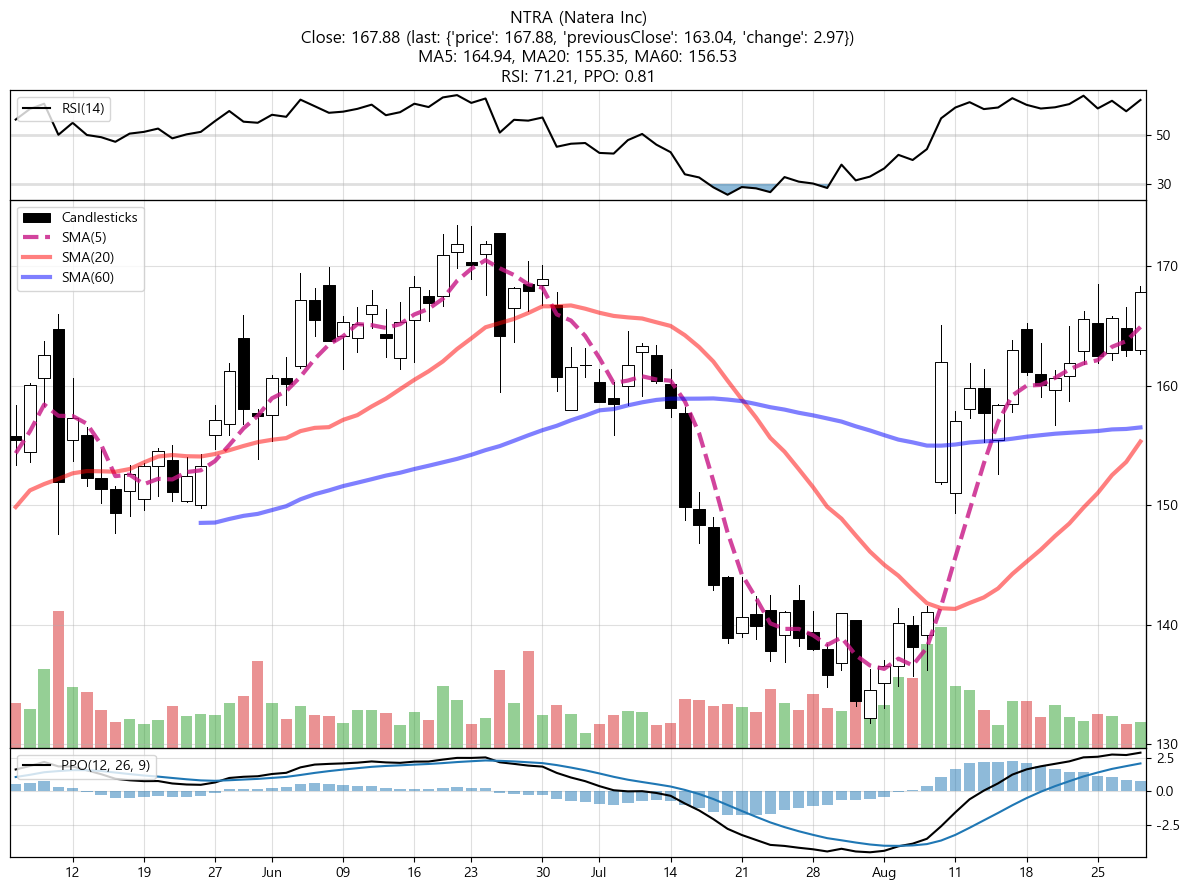 NTRA (Natera Inc)
Close: 167.88 (last: {'price': 167.88, 'previousClose': 163.04, 'change': 2.97})
MA5: 164.94, MA20: 155.35, MA60: 156.53
RSI: 71.21, PPO: 0.81
RSI(14)
50
30
Candlesticks
SMA(5)
SMA(20)
SMA(60)
170
160
150
140
130
PPO(12, 26, 9)
2.5
0.0
−2.5
12 19 27 Jun 09 16 23 30 Jul 14 21 28 Aug 11 18 25